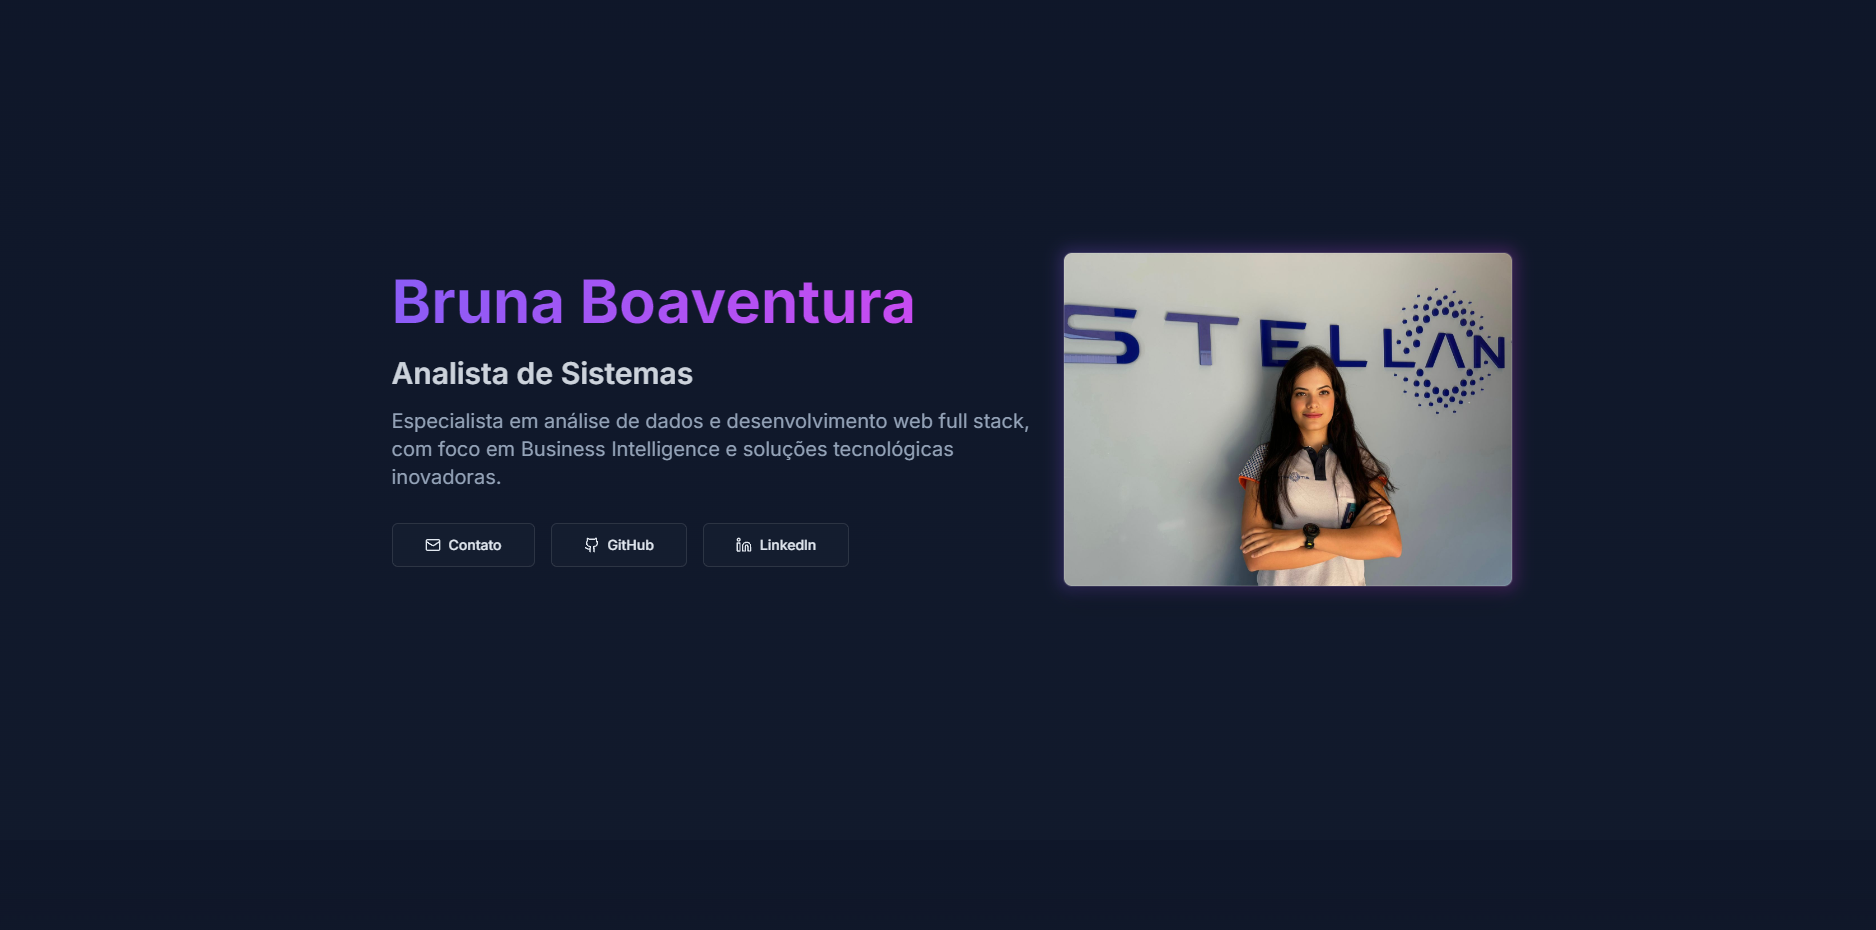 Bruna Boaventura
Analista de Sistemas
Especialista em análise de dados e desenvolvimento web full stack,
com foco em Business Intelligence e soluções tecnológicas
inovadoras.
Contato
GitHub
LinkedIn
STELLAN